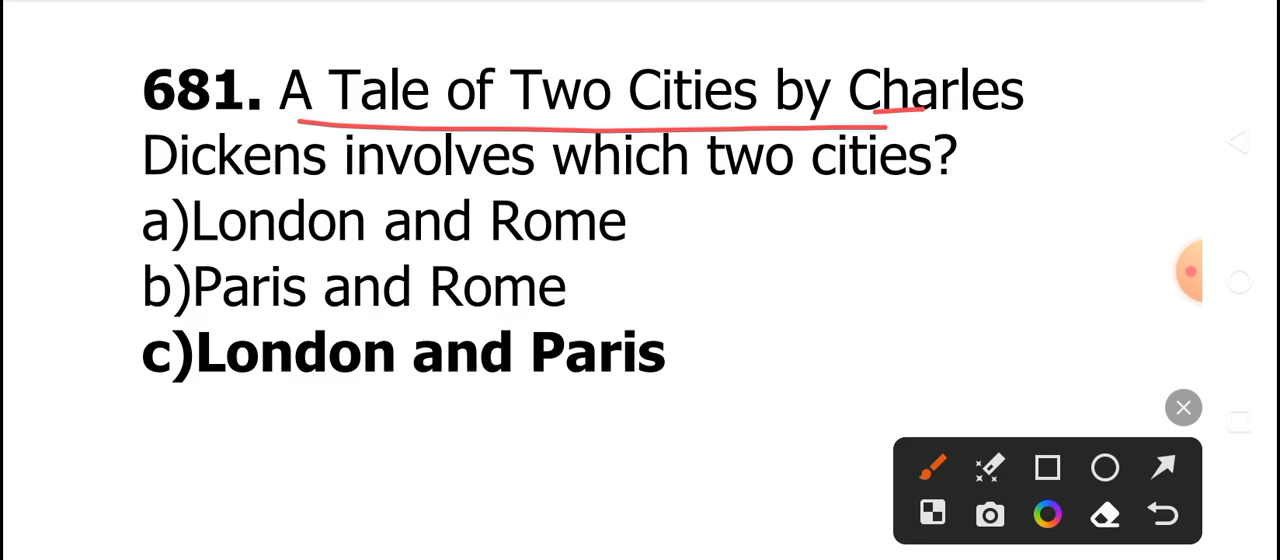 681. A Tale of Two Cities by Charles
Dickens involves which two cities?
a)London and Rome
b)Paris and Rome
c)London and Paris